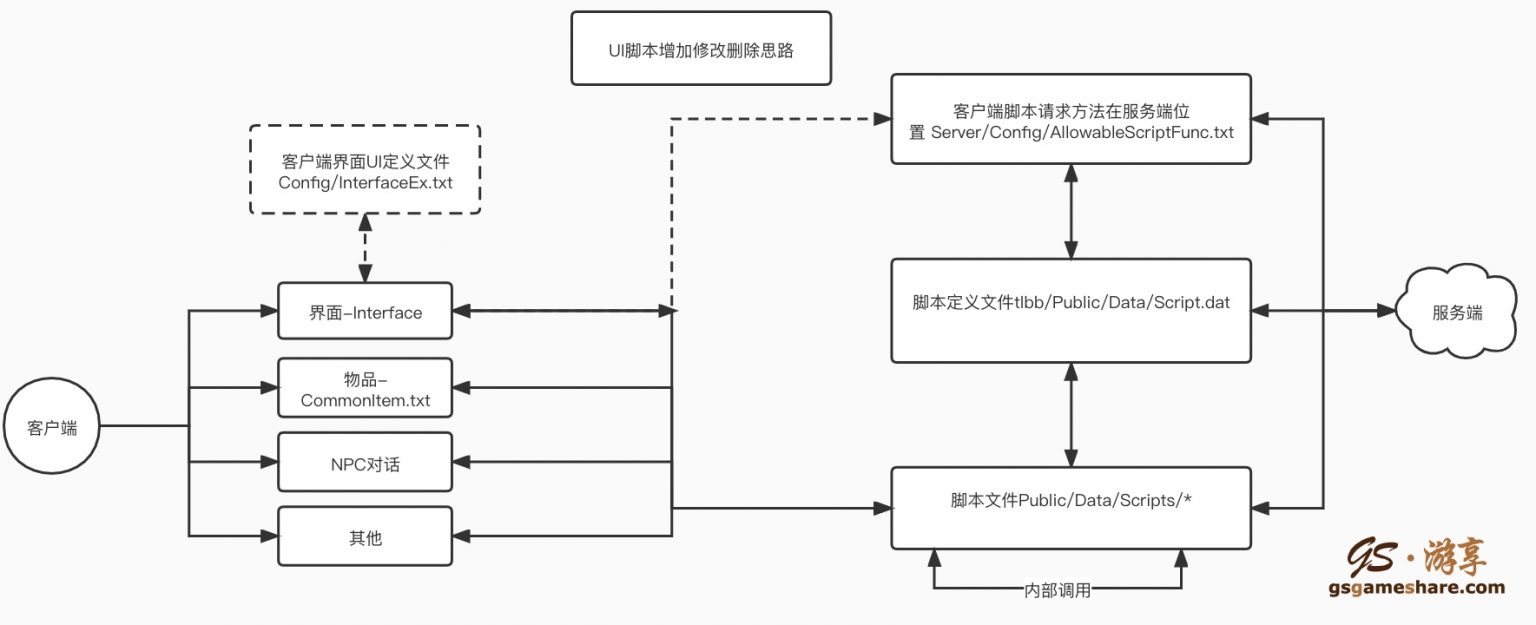 UI脚本增加修改删除思路
客户端脚本请求方法在服务端位
置 Server/Config/AllowableScriptFunc.txt
客户端界面UI定义文件
Config/InterfaceEx.txt
脚本定义文件tlbb/Public/Data/Script.dat
界面-Interface
服务端
物品-
CommonItem.txt
客户端
NPC对话
脚本文件Public/Data/Scripts/*
其他
内部调用
GS·游享
gsgameshare.com